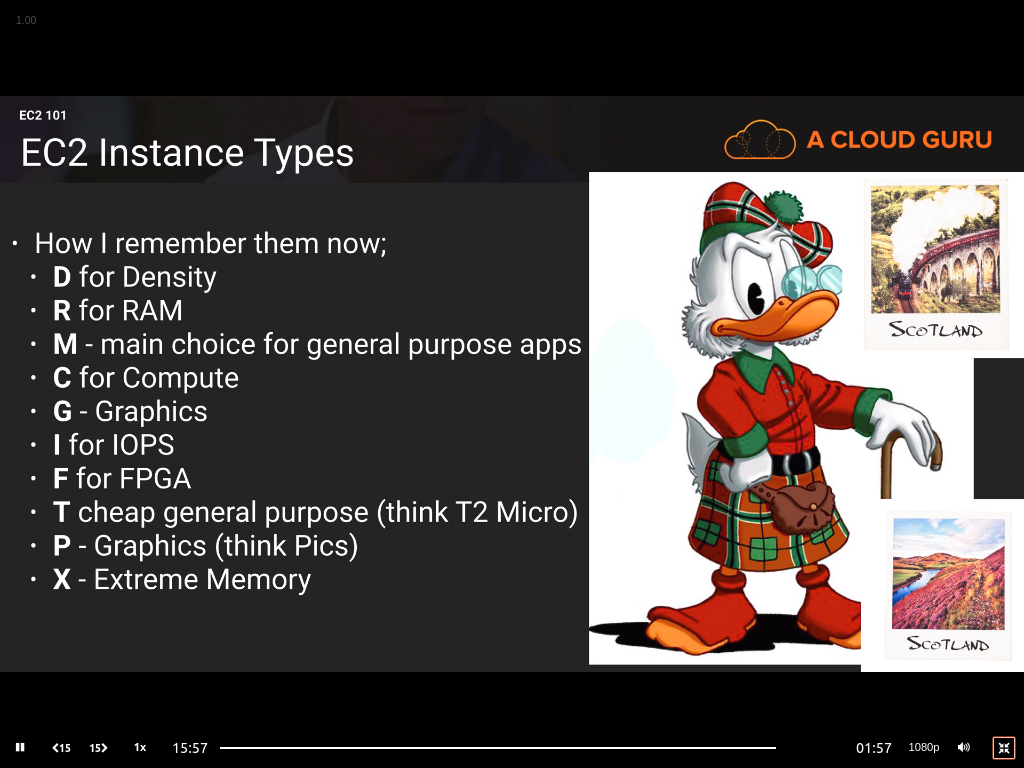 1.00
EC2 101
EC2 Instance Types
A CLOUD GURU
• How I remember them now;
• D for Density
• R for RAM
• M - main choice for general purpose apps
• C for Compute
• G - Graphics
• I for IOPS
• F for FPGA
• T cheap general purpose (think T2 Micro)
• P - Graphics (think Pics)
• X - Extreme Memory
SCOTLAND
SCOTLAND
15 15 1x 15:57 01:57 1080p